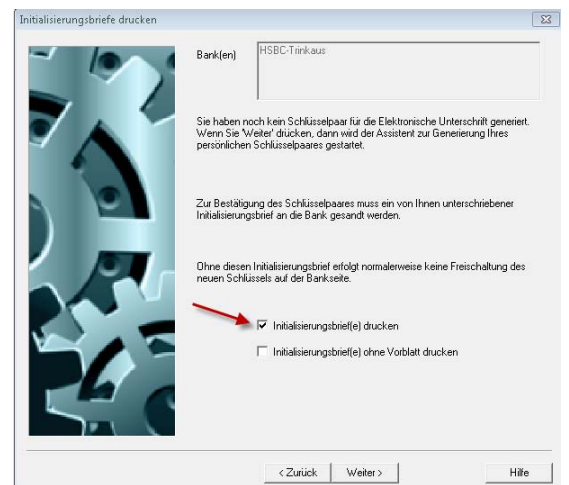 Initialisierungsbriefe drucken
Bank(en)
HSBC-Trinkaus
Sie haben noch kein Schlüsselpaar für die Elektronische Unterschrift generiert.
Wenn Sie 'Weiter' drücken, dann wird der Assistent zur Generierung Ihres
persönlichen Schlüsselpaares gestartet.
Zur Bestätigung des Schlüsselpaares muss ein von Ihnen unterschriebener
Initialisierungsbrief an die Bank gesandt werden.
Ohne diesen Initialisierungsbrief erfolgt normalerweise keine Freischaltung des
neuen Schlüssels auf der Bankseite.
Initialisierungsbrief(e) drucken
Initialisierungsbrief(e) ohne Vorblatt drucken
< Zurück Weiter > Hilfe